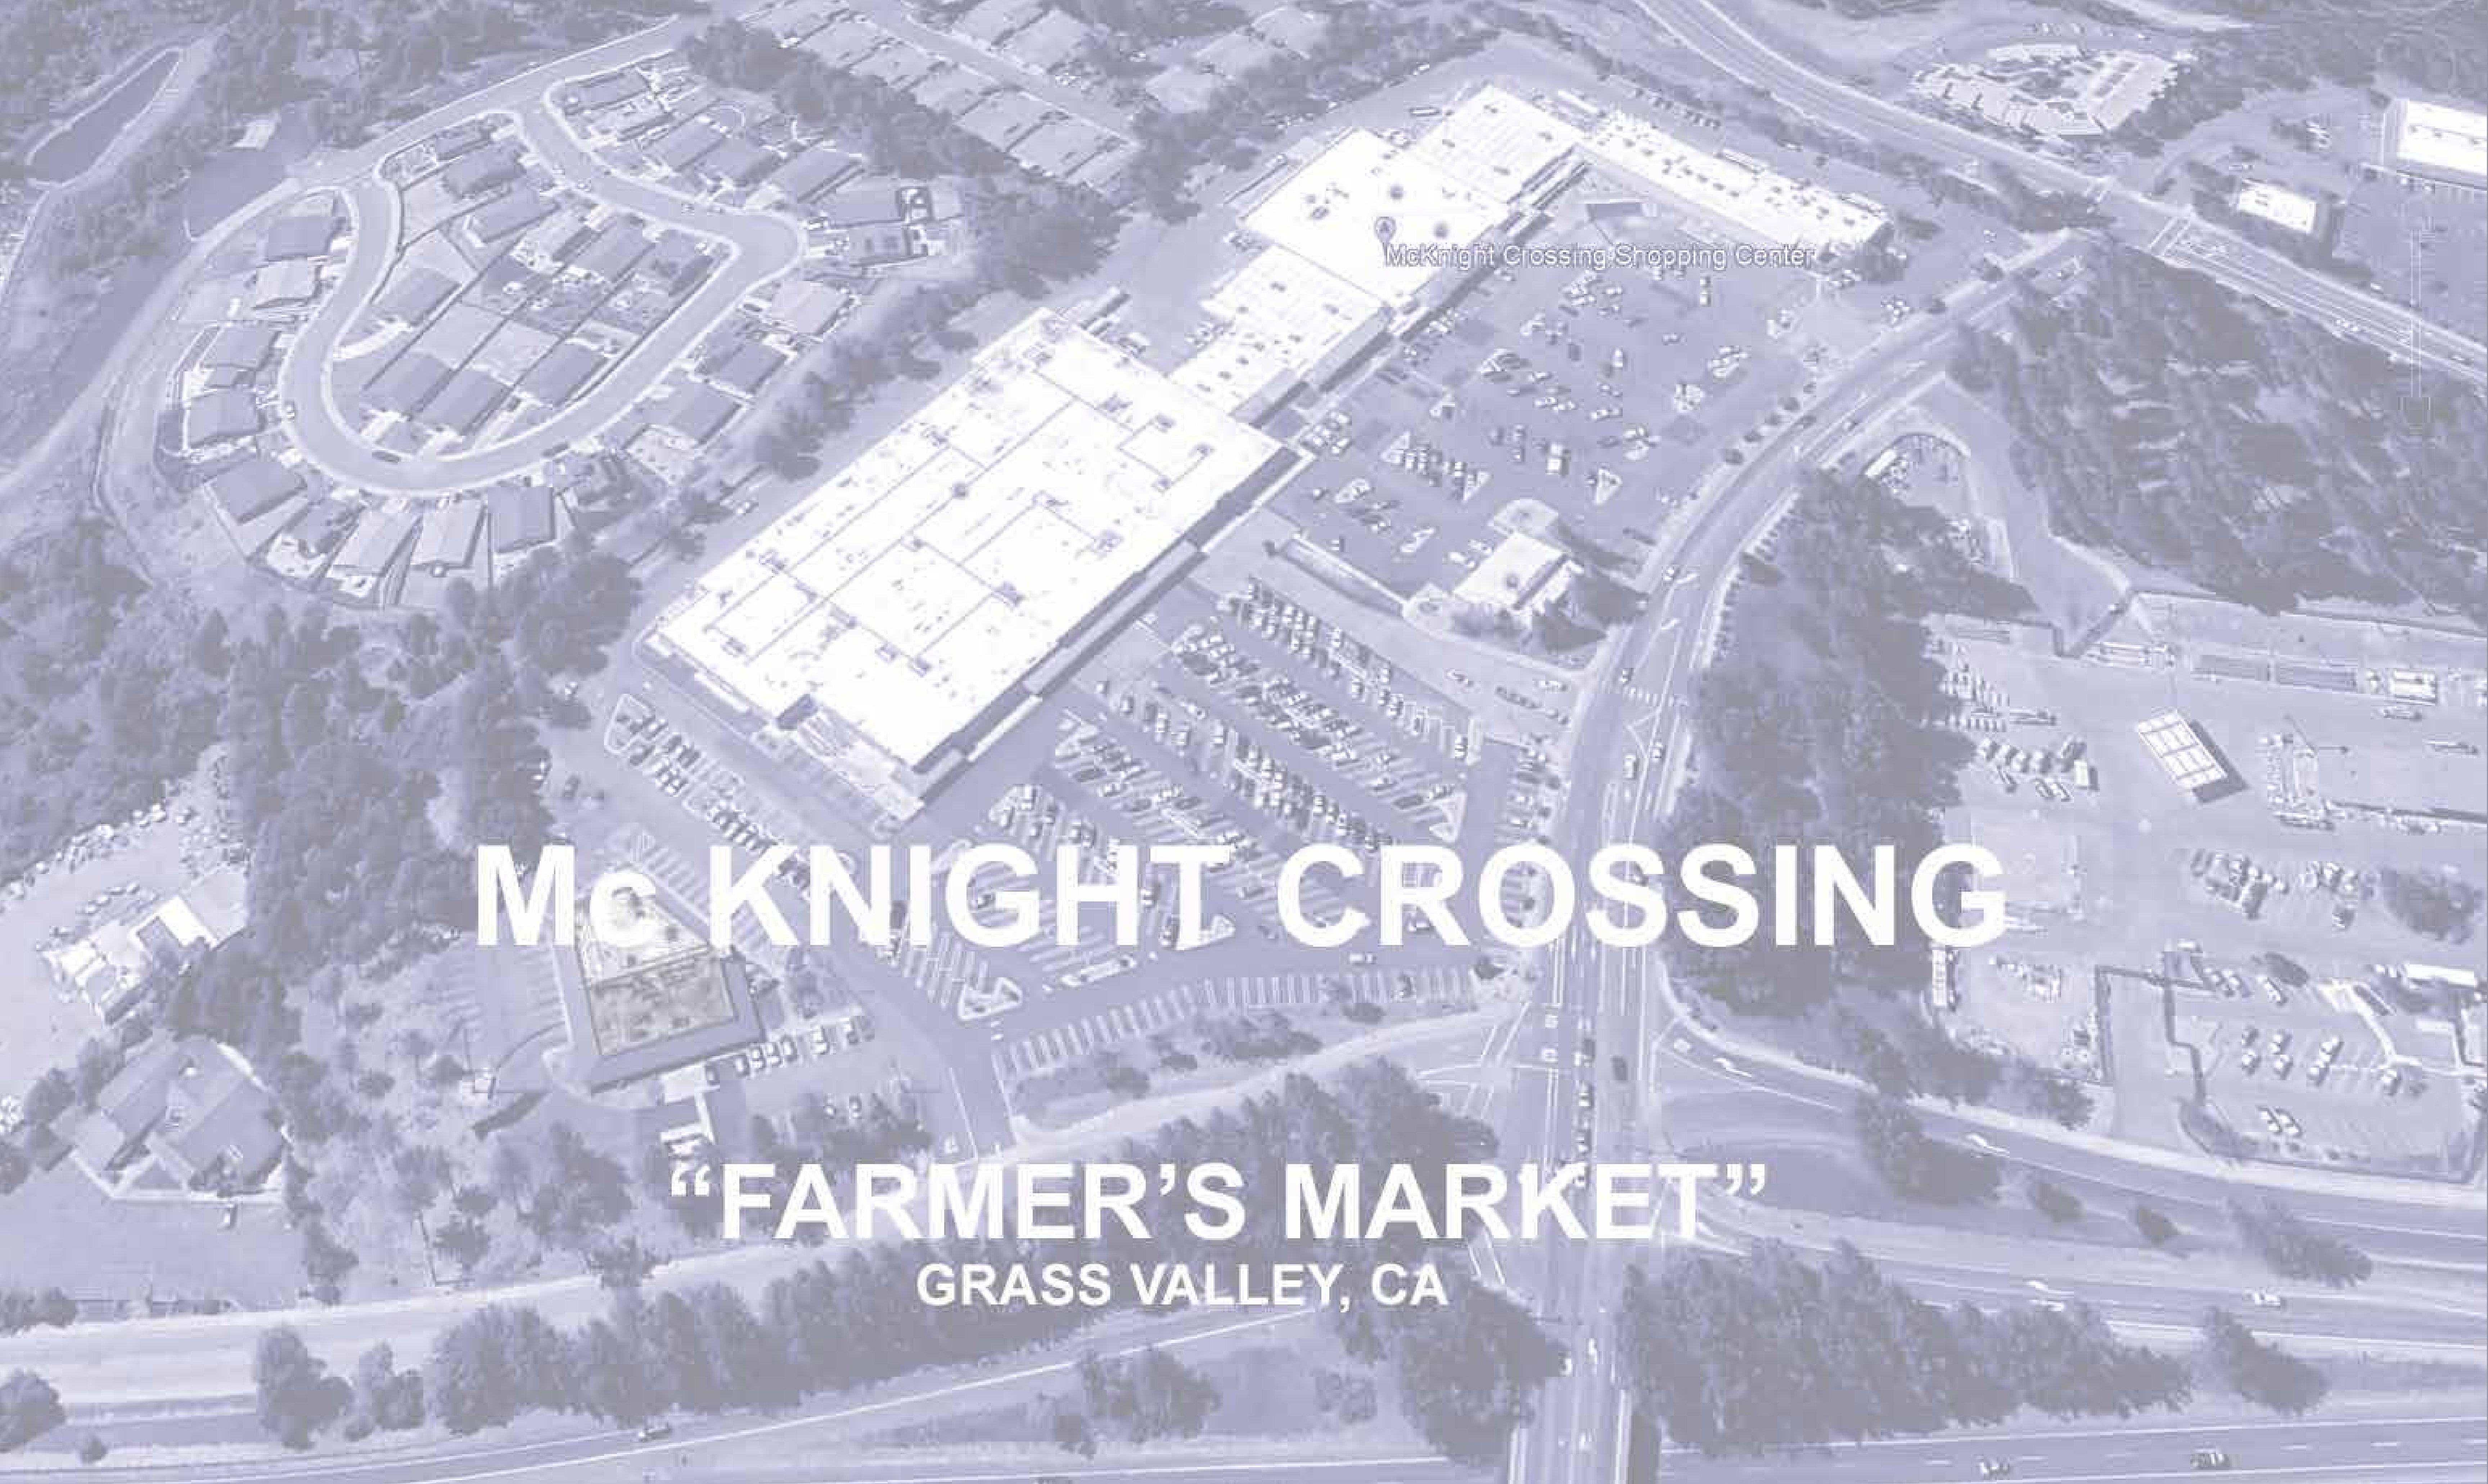 McKnight Crossing Shopping Center
Mc KNIGHT CROSSING
“FARMER’S MARKET”
GRASS VALLEY, CA